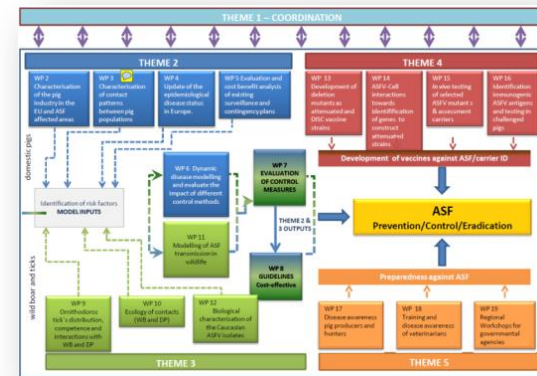 THEME 1 – COORDINATION
THEME 2
THEME 4
WP 2
Characterisation
of the pig
industry in the
EU and ASF
affected areas
WP 3
Characterisation
of contact
patterns
between pig
populations
WP 4
Update of the
epidemiological
disease status
in Europe.
WP 5 Evaluation and
cost benefit analysis
of existing
surveillance and
contingency plans
WP 13
Development of
deletion
mutants as
attenuated and
DISC vaccine
strains
WP 14
ASFV-Cell
interactions
towards
identification
of genes to
construct
attenuated
strains.
WP 15
testing
of selected
ASFV mutant s
& assessment
carriers
WP 16
Identification
immunogenic
ASFV antigens
and testing in
challenged
pigs
Development of vaccines against ASF/carrier ID
domestic pigs
wild boar and ticks
Identification of risk factors
MODEL INPUTS
WP 6 Dynamic
disease modelling and
evaluate the impact of
different control methods
WP 7
EVALUATION
OF CONTROL
MEASURES
WP 11
Modelling of ASF
transmission in
wildlife
THEME 2 &
3 OUTPUTS
WP 8
GUIDELINES
Cost-effective
ASF
Prevention/Control/Eradication
Preparedness against ASF
WP 9
Ornithodoros
tick´s distribution,
competence and
interactions with
WB and DP
WP 10
Ecology of contacts
(WB and DP)
WP 12
Biological
characterization of
the Caucasian
ASFV isolates
WP 17
Disease awareness
pig producers and
hunters
WP 18
Training and
disease awareness
of veterinarians
WP 19
Regional
Workshops for
governmental
agencies
THEME 3
THEME 5